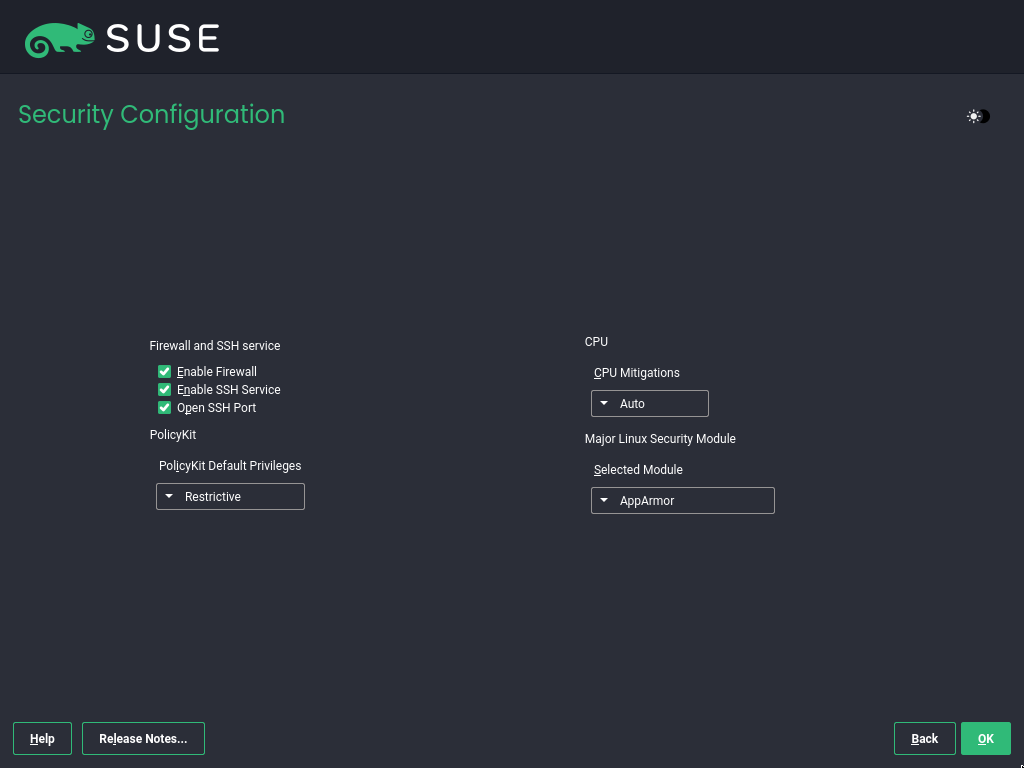 SUSE
Security Configuration
Firewall and SSH service
Enable Firewall
Enable SSH Service
Open SSH Port
PolicyKit
PolicyKit Default Privileges
Restrictive
CPU
CPU Mitigations
Auto
Major Linux Security Module
Selected Module
AppArmor
Help
Release Notes...
Back
OK